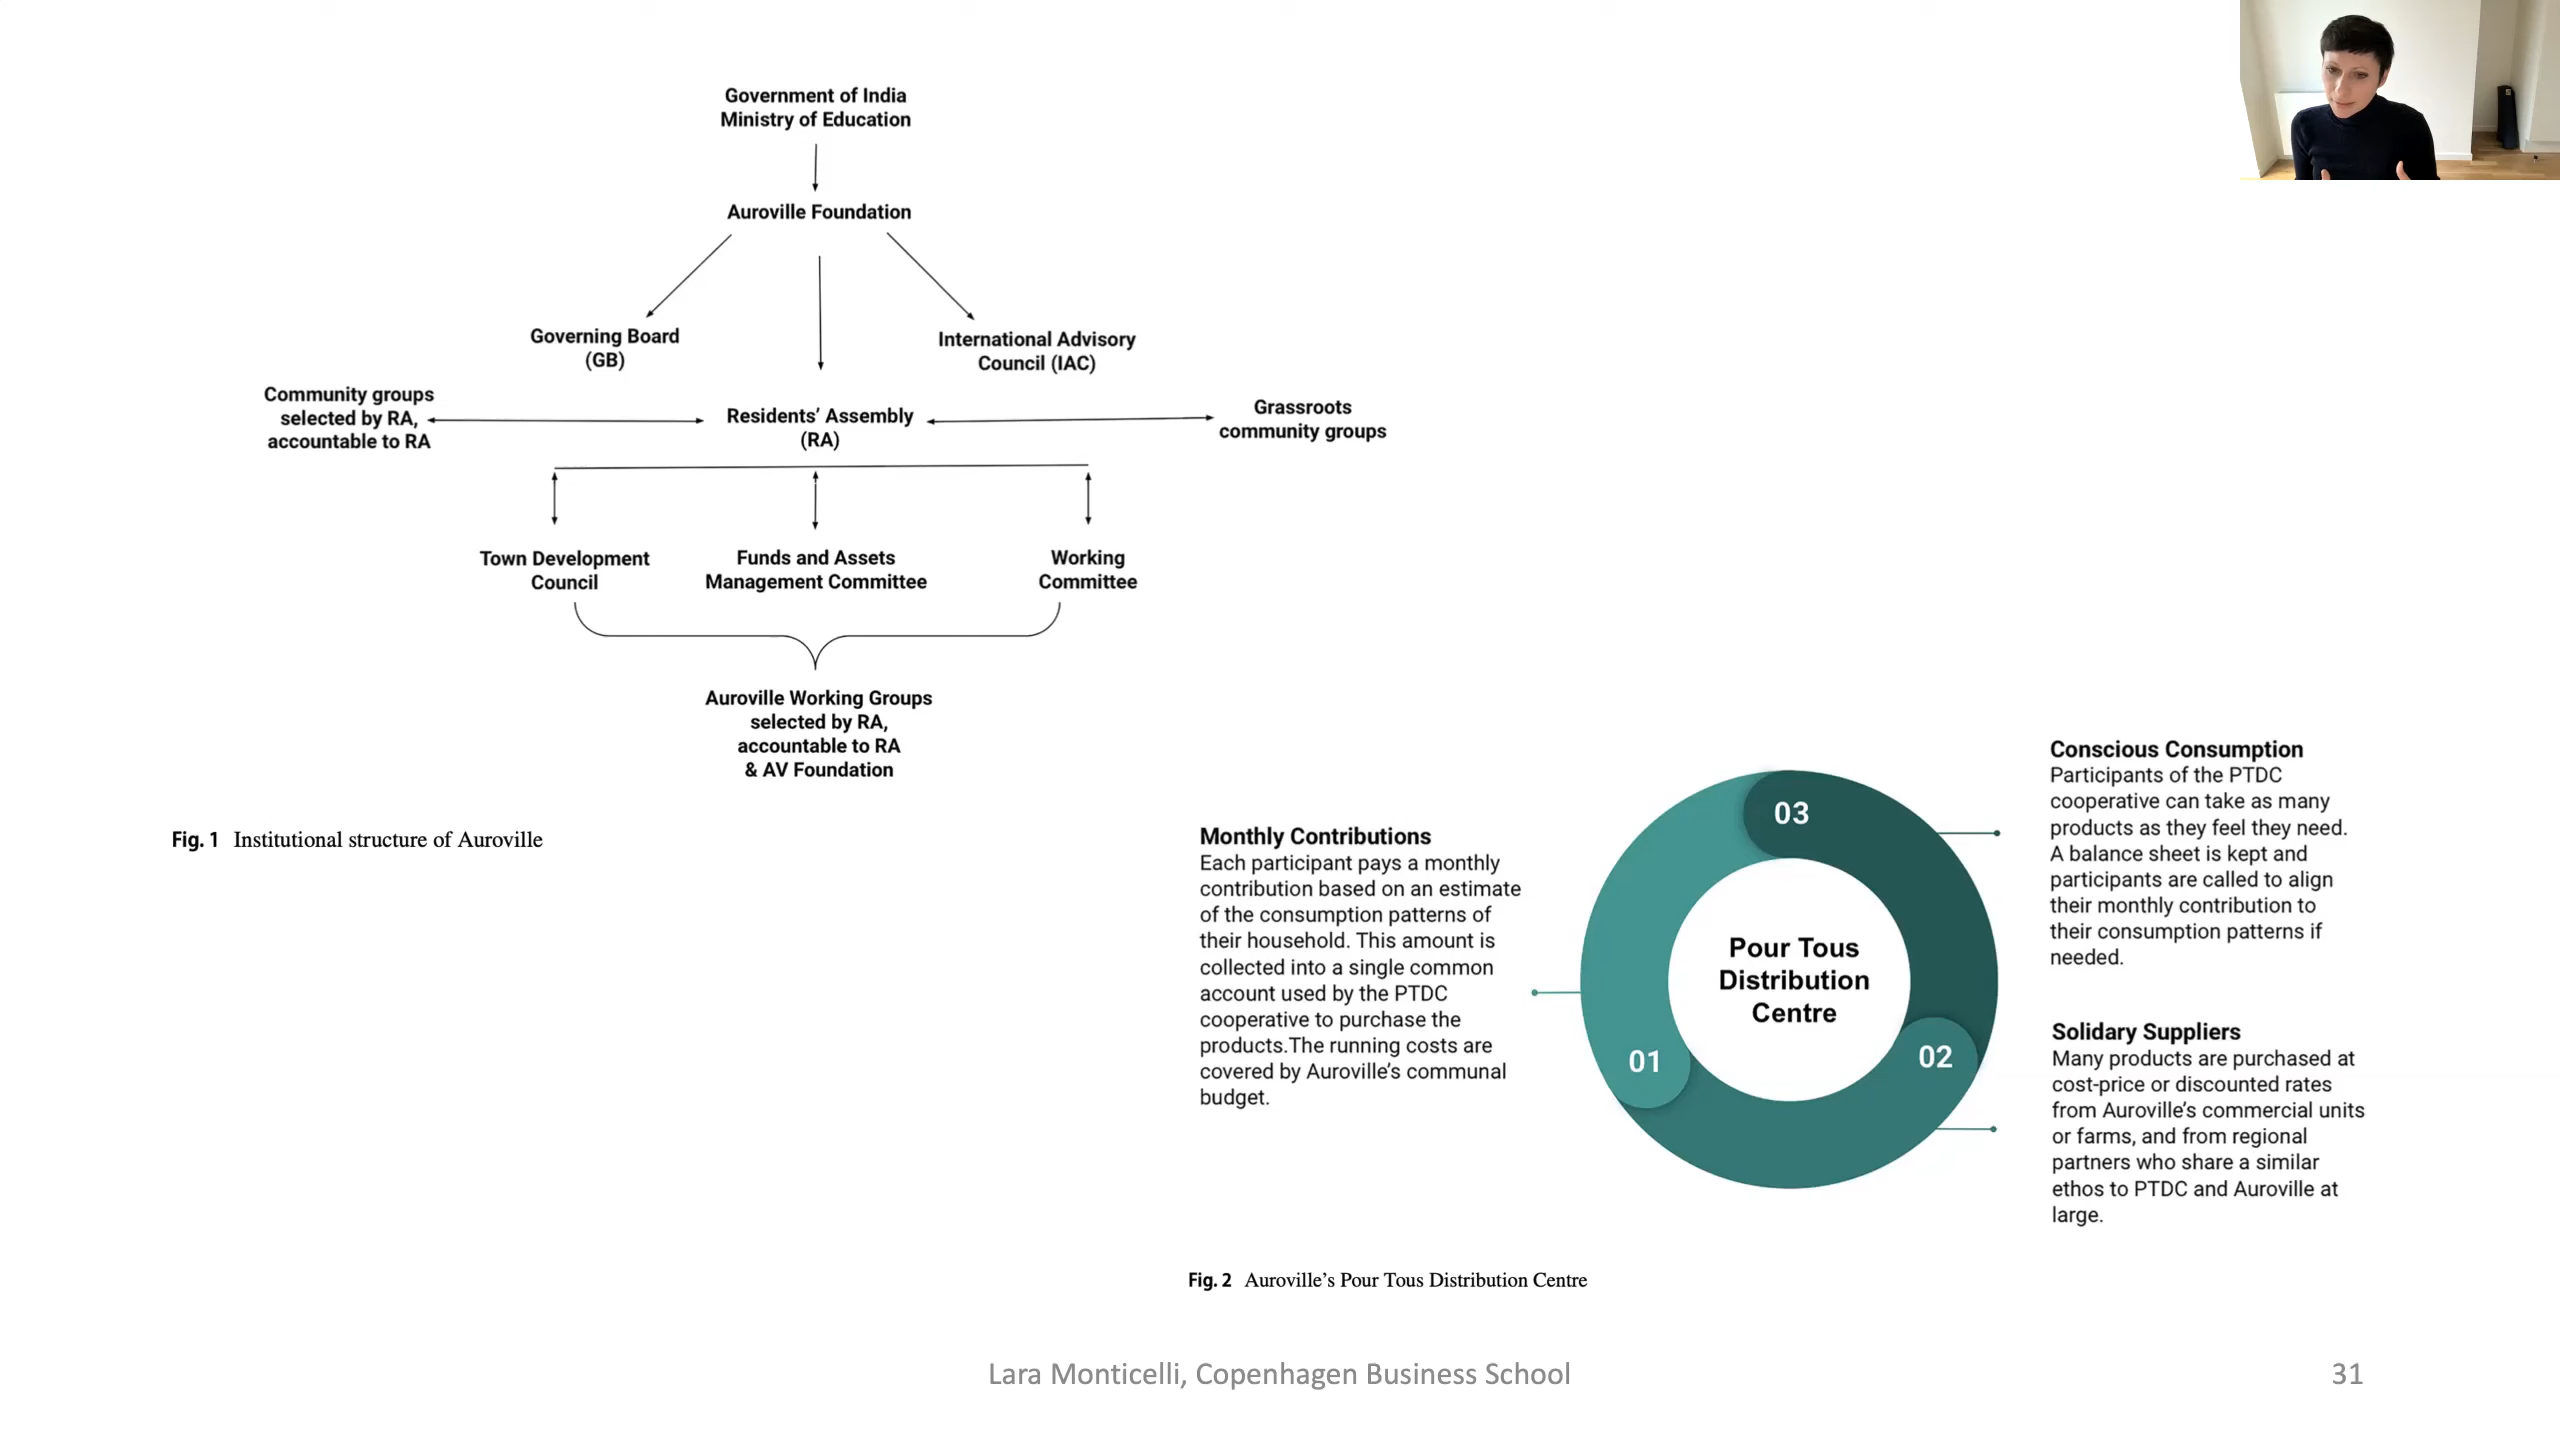 Government of India
Ministry of Education
Auroville Foundation
Governing Board
(GB)
International Advisory
Council (IAC)
Community groups
selected by RA,
accountable to RA
Residents’ Assembly
(RA)
Grassroots
community groups
Town Development
Council
Funds and Assets
Management Committee
Working
Committee
Auroville Working Groups
selected by RA,
accountable to RA
& AV Foundation
Fig. 1 Institutional structure of Auroville
Monthly Contributions
Each participant pays a monthly
contribution based on an estimate
of the consumption patterns of
their household. This amount is
collected into a single common
account used by the PTDC
cooperative to purchase the
products.The running costs are
covered by Auroville’s communal
budget.
03
Pour Tous
Distribution
Centre
01
02
Conscious Consumption
Participants of the PTDC
cooperative can take as many
products as they feel they need.
A balance sheet is kept and
participants are called to align
their monthly contribution to
their consumption patterns if
needed.
Solidary Suppliers
Many products are purchased at
cost-price or discounted rates
from Auroville’s commercial units
or farms, and from regional
partners who share a similar
ethos to PTDC and Auroville at
large.
Fig. 2 Auroville’s Pour Tous Distribution Centre
Lara Monticelli, Copenhagen Business School
31